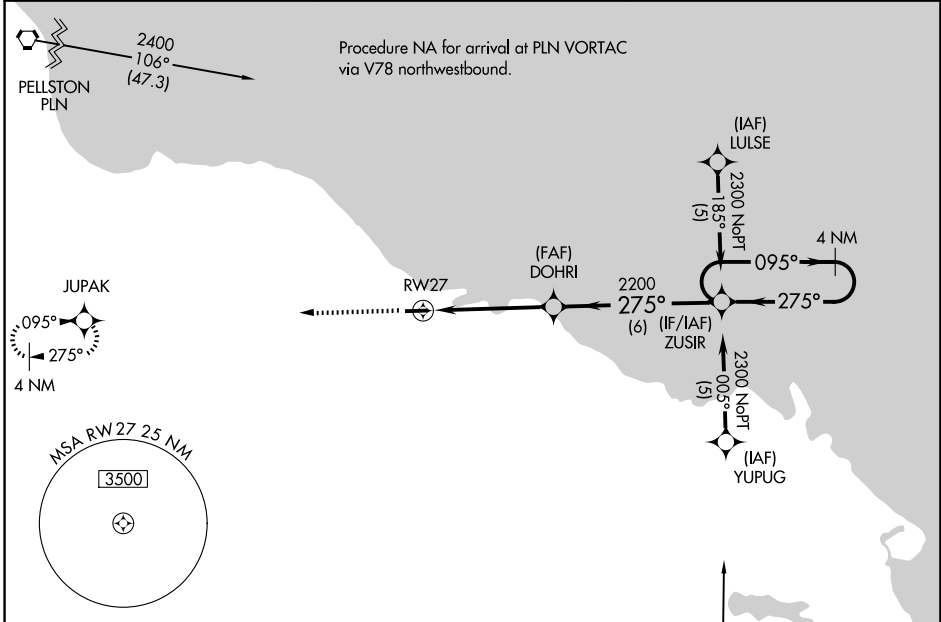 2400
106°
(47.3)
PELLSTON
PLN
Procedure NA for arrival at PLN VORTAC
via V78 northwestbound.
(IAF)
LULSE
2300 NoPT
185°
(5)
4 NM
095°
275°
(FAF)
DOHRI
2200
275°
(6)
(IF/IAF)
ZUSIR
RW27
JUPAK
095°
275°
4 NM
2300 NoPT
005°
(5)
(IAF)
YUPUG
MSA RW27 25 NM
3500